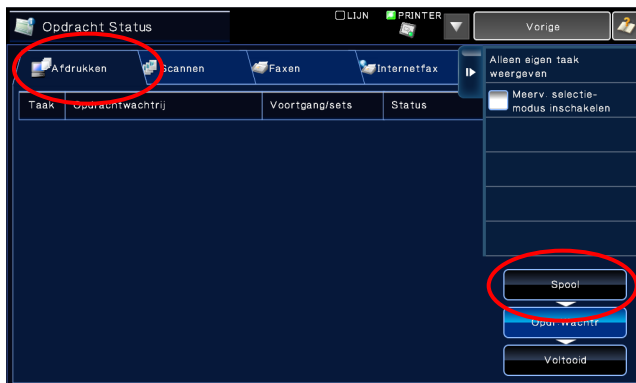 Opdracht Status
LIJN
PRINTER
Vorige
Afdrukken
Scannen
Faxen
Internetfax
Alleen eigen taak
weergeven
Meerv. selectie-
modus inschakelen
Taak
Opdrachtwachtrij
Voortgang/sets
Status
Spool
Opdr Wachtr
Voltooid